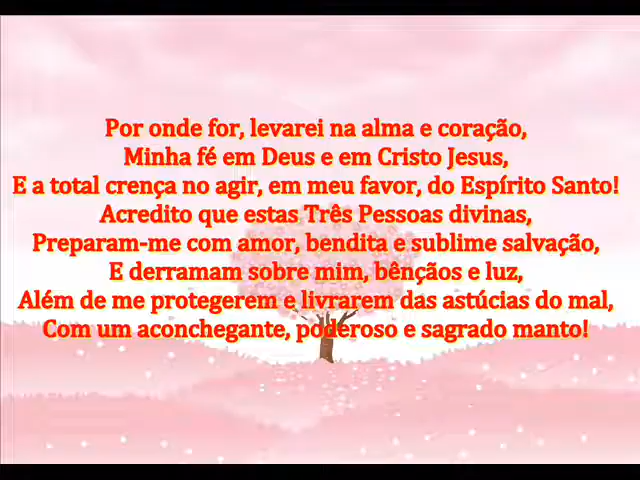 Por onde for, levarei na alma e coração,
Minha fé em Deus e em Cristo Jesus,
E a total crença no agir, em meu favor, do Espírito Santo!
Acredito que estas Três Pessoas divinas,
Preparam-me com amor, bendita e sublime salvação,
E derramam sobre mim, bênçãos e luz,
Além de me protegerem e livrarem das astúcias do mal,
Com um aconchegante, poderoso e sagrado manto!